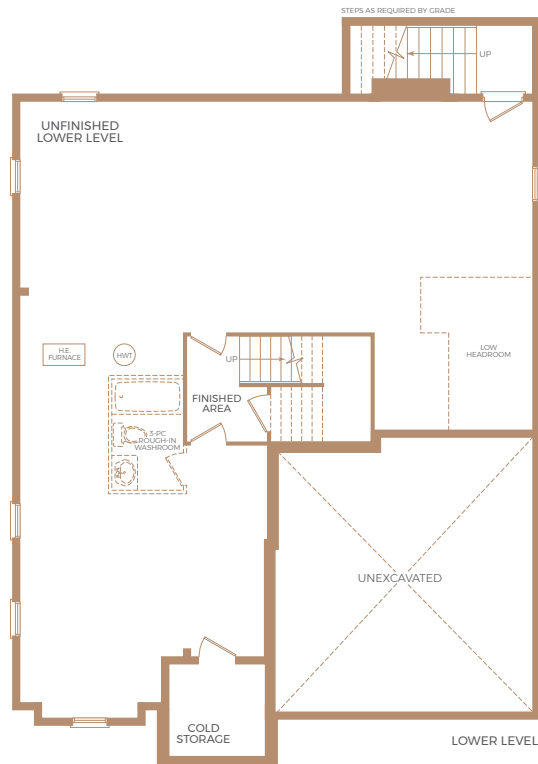 STEPS AS REQUIRED BY GRADE
UP
UNFINISHED
LOWER LEVEL
H.E.
FURNACE
HWT
UP
LOW
HEADROOM
FINISHED
AREA
3-PC
ROUGH-IN
WASHROOM
UNEXCAVATED
COLD
STORAGE
LOWER LEVEL